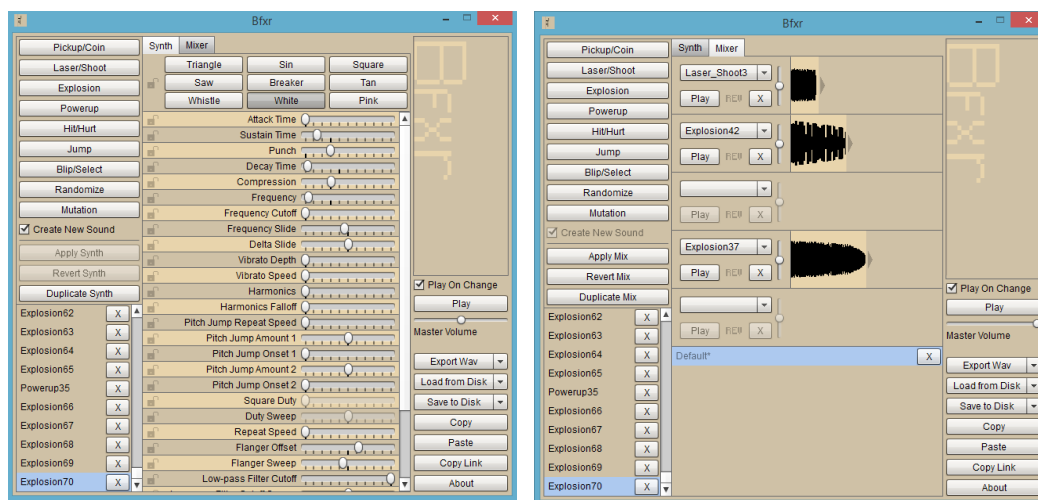 Bfxr
Pickup/Coin
Laser/Shoot
Explosion
Powerup
Hit/Hurt
Jump
Blip/Select
Randomize
Mutation
Create New Sound
Apply Synth
Revert Synth
Duplicate Synth
Explosion62 X
Explosion63 X
Explosion64 X
Explosion65 X
Powerup35 X
Explosion66 X
Explosion67 X
Explosion68 X
Explosion69 X
Explosion70 X
Synth Mixer
Triangle Sin Square
Saw Breaker Tan
Whistle White Pink
Attack Time
Sustain Time
Punch
Decay Time
Compression
Frequency
Frequency Cutoff
Frequency Slide
Delta Slide
Vibrato Depth
Vibrato Speed
Harmonics
Harmonics Falloff
Pitch Jump Repeat Speed
Pitch Jump Amount 1
Pitch Jump Onset 1
Pitch Jump Amount 2
Pitch Jump Onset 2
Square Duty
Duty Sweep
Repeat Speed
Flanger Offset
Flanger Sweep
Low-pass Filter Cutoff
Bfxr
Play On Change
Play
Master Volume
Export Wav
Load from Disk
Save to Disk
Copy
Paste
Copy Link
About
Bfxr
Pickup/Coin
Laser/Shoot
Explosion
Powerup
Hit/Hurt
Jump
Blip/Select
Randomize
Mutation
Create New Sound
Apply Mix
Revert Mix
Duplicate Mix
Explosion62 X
Explosion63 X
Explosion64 X
Explosion65 X
Powerup35 X
Explosion66 X
Explosion67 X
Explosion68 X
Explosion69 X
Explosion70 X
Synth Mixer
Laser_Shoot3
Play REV X
Explosion42
Play REV X
Play REV X
Explosion37
Play REV X
Play REV X
Default* X
Bfxr
Play On Change
Play
Master Volume
Export Wav
Load from Disk
Save to Disk
Copy
Paste
Copy Link
About